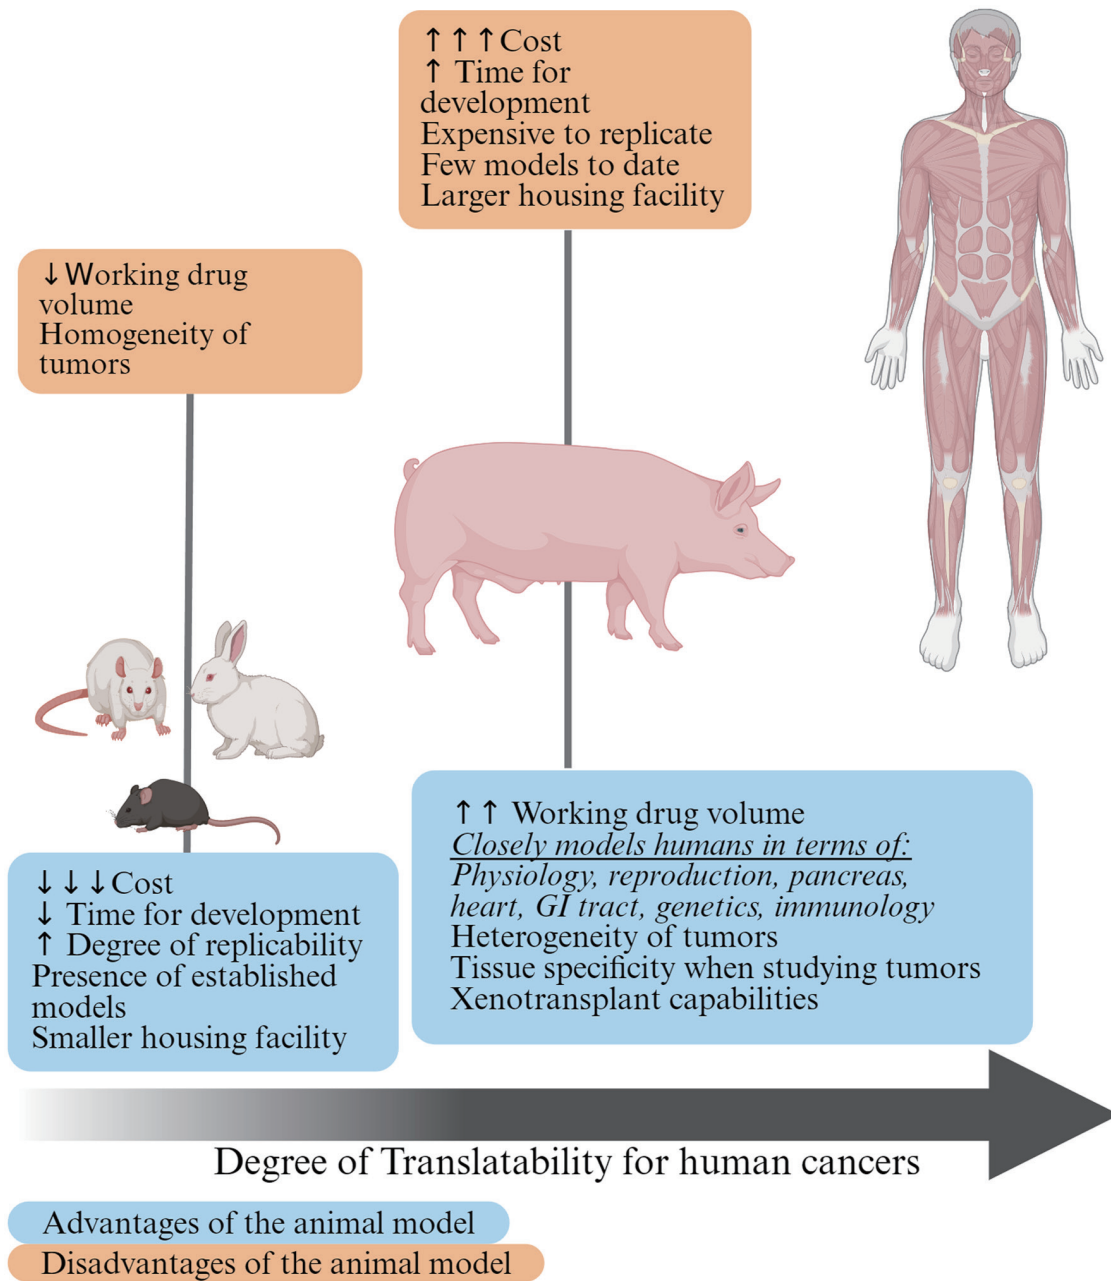 ↑↑↑Cost
↑ Time for
development
Expensive to replicate
Few models to date
Larger housing facility
↓Working drug
volume
Homogeneity of
tumors
↓↓↓Cost
↓ Time for development
↑ Degree of replicability
Presence of established
models
Smaller housing facility
↑↑ Working drug volume
Closely models humans in terms of:
Physiology, reproduction, pancreas,
heart, GI tract, genetics, immunology
Heterogeneity of tumors
Tissue specificity when studying tumors
Xenotransplant capabilities
Degree of Translatability for human cancers
Advantages of the animal model
Disadvantages of the animal model